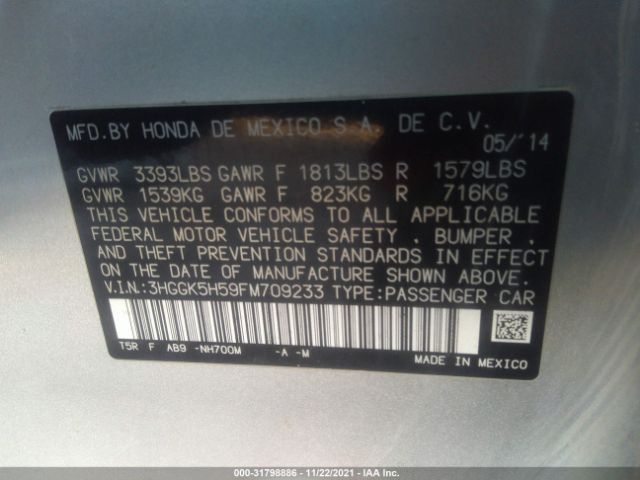 MFD.BY HONDA DE MEXICO S.A. DE C.V.
05/'14
GVWR 3393LBS GAWR F 1813LBS R 1579LBS
GVWR 1539KG GAWR F 823KG R 716KG
THIS VEHICLE CONFORMS TO ALL APPLICABLE
FEDERAL MOTOR VEHICLE SAFETY , BUMPER ,
AND THEFT PREVENTION STANDARDS IN EFFECT
ON THE DATE OF MANUFACTURE SHOWN ABOVE.
V.I.N.:3HGGK5H59FM709233 TYPE:PASSENGER CAR
T5R F AB9 -NH700M -A -M
MADE IN MEXICO
000-31798886 - 11/22/2021 - IAA Inc.